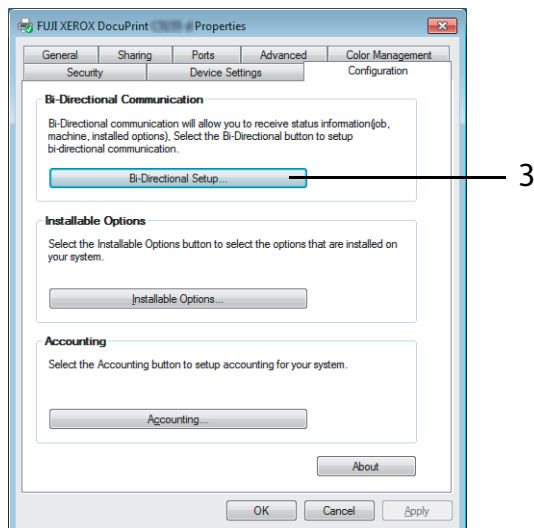 FUJI XEROX DocuPrint Properties
General Sharing Ports Advanced Color Management
Security Device Settings Configuration
Bi-Directional Communication
Bi-Directional communication will allow you to receive status information(job,
machine, installed options), Select the Bi-Directional button to setup
bi-directional communication.
Bi-Directional Setup...
3
Installable Options
Select the Installable Options button to select the options that are installed on
your system.
Installable Options...
Accounting
Select the Accounting button to setup accounting for your system.
Accounting...
About
OK Cancel Apply